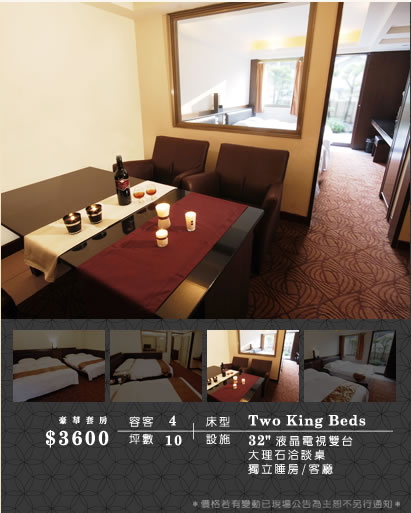 豪華套房
$3600
容客 4
坪數 10
床型 Two King Beds
設施 32" 液晶電視雙台
大理石洽談桌
獨立睡房/客廳
＊價格若有變動已現場公告為主恕不另行通知＊